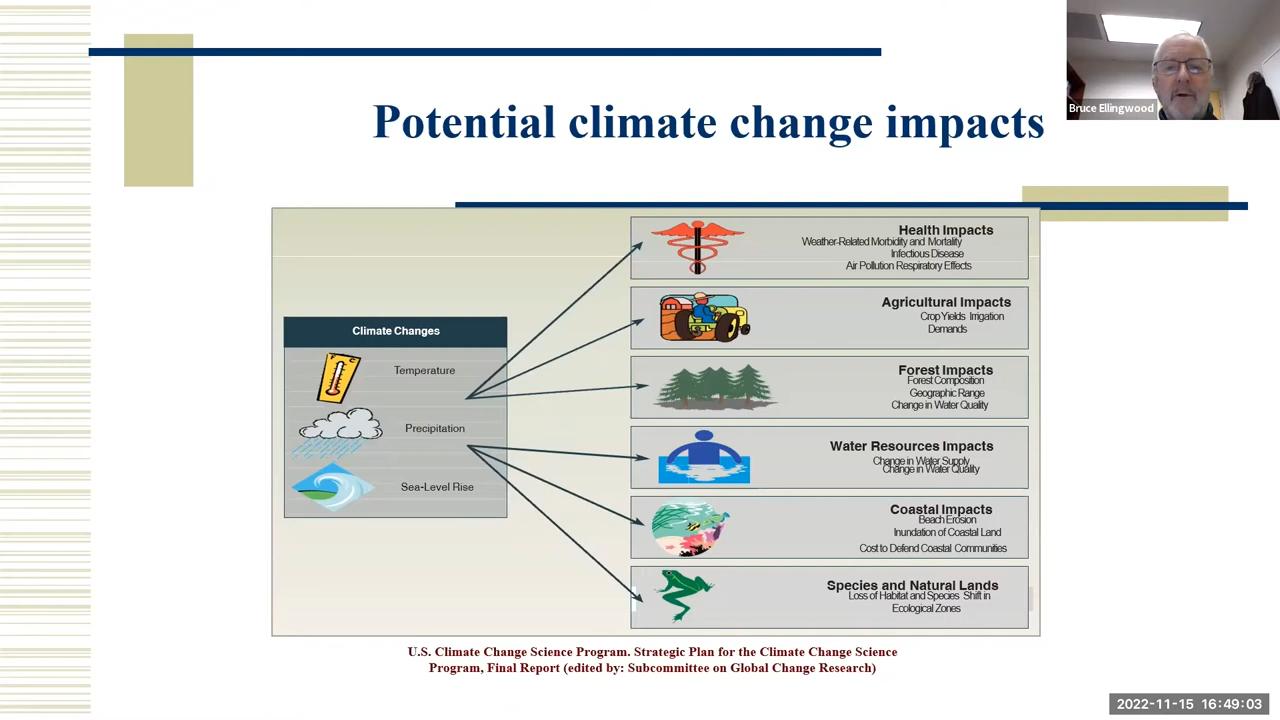 Bruce Ellingwood
Potential climate change impacts
Climate Changes
Temperature
Precipitation
Sea-Level Rise
Health Impacts
Weather-Related Morbidity and Mortality
Infectious Disease
Air Pollution Respiratory Effects
Agricultural Impacts
Crop Yields Irrigation
Demands
Forest Impacts
Forest Composition
Geographic Range
Change in Water Quality
Water Resources Impacts
Change in Water Supply
Change in Water Quality
Coastal Impacts
Beach Erosion
Inundation of Coastal Land
Cost to Defend Coastal Communities
Species and Natural Lands
Loss of Habitat and Species Shift in
Ecological Zones
U.S. Climate Change Science Program. Strategic Plan for the Climate Change Science
Program, Final Report (edited by: Subcommittee on Global Change Research)
2022-11-15 16:49:03